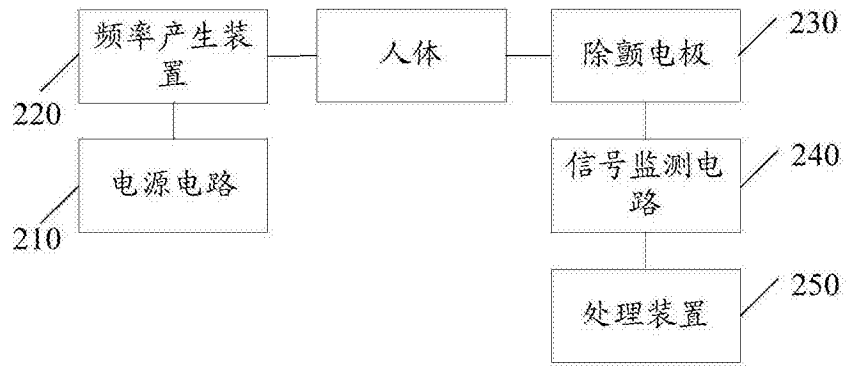 频率产生装
置
220
人体
除颤电极
230
电源电路
210
信号监测电
路
240
处理装置
250